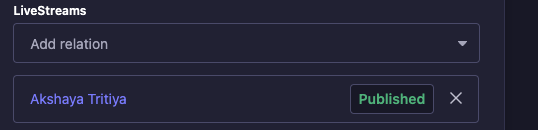 LiveStreams
Add relation
Akshaya Tritiya Published